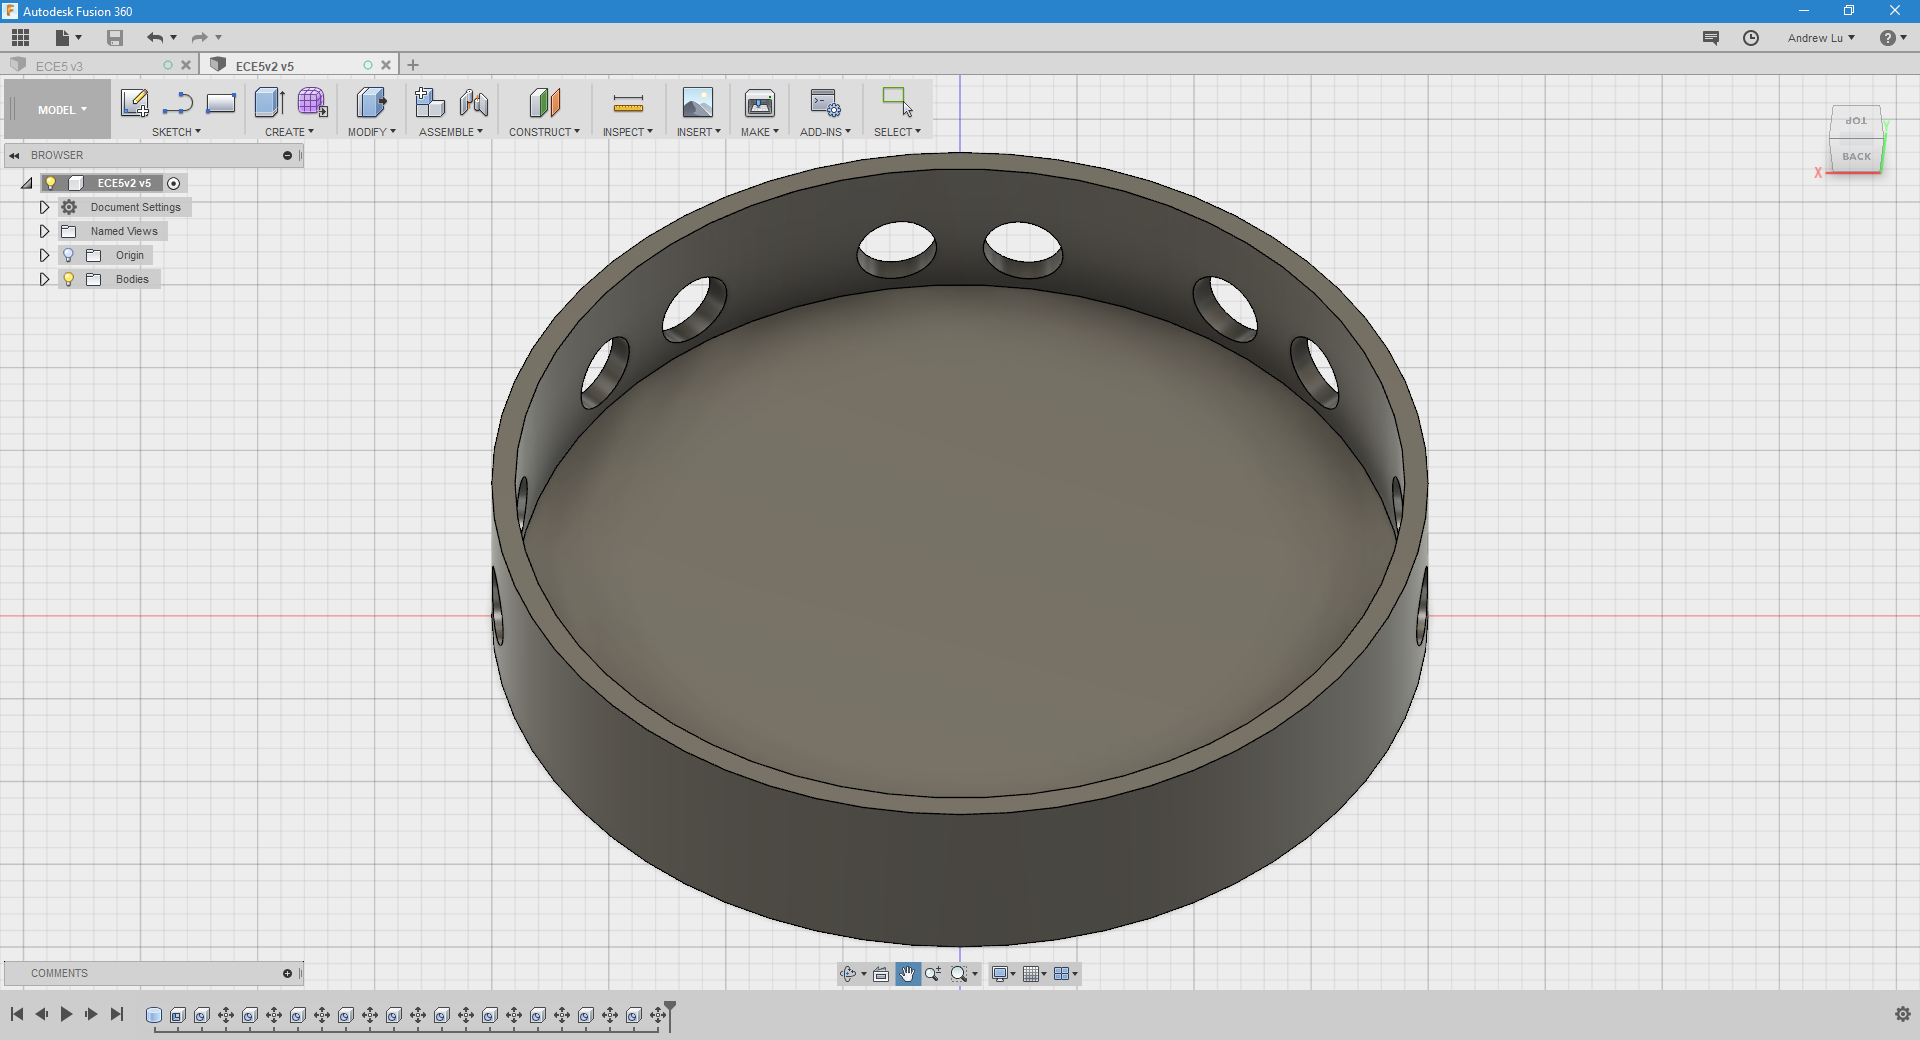 Autodesk Fusion 360
Andrew Lu
ECE5 v3
ECE5v2 v5
MODEL
SKETCH
CREATE
MODIFY
ASSEMBLE
CONSTRUCT
INSPECT
INSERT
MAKE
ADD-INS
SELECT
BROWSER
ECE5v2 v5
Document Settings
Named Views
Origin
Bodies
TOP
Y
BACK
X
COMMENTS